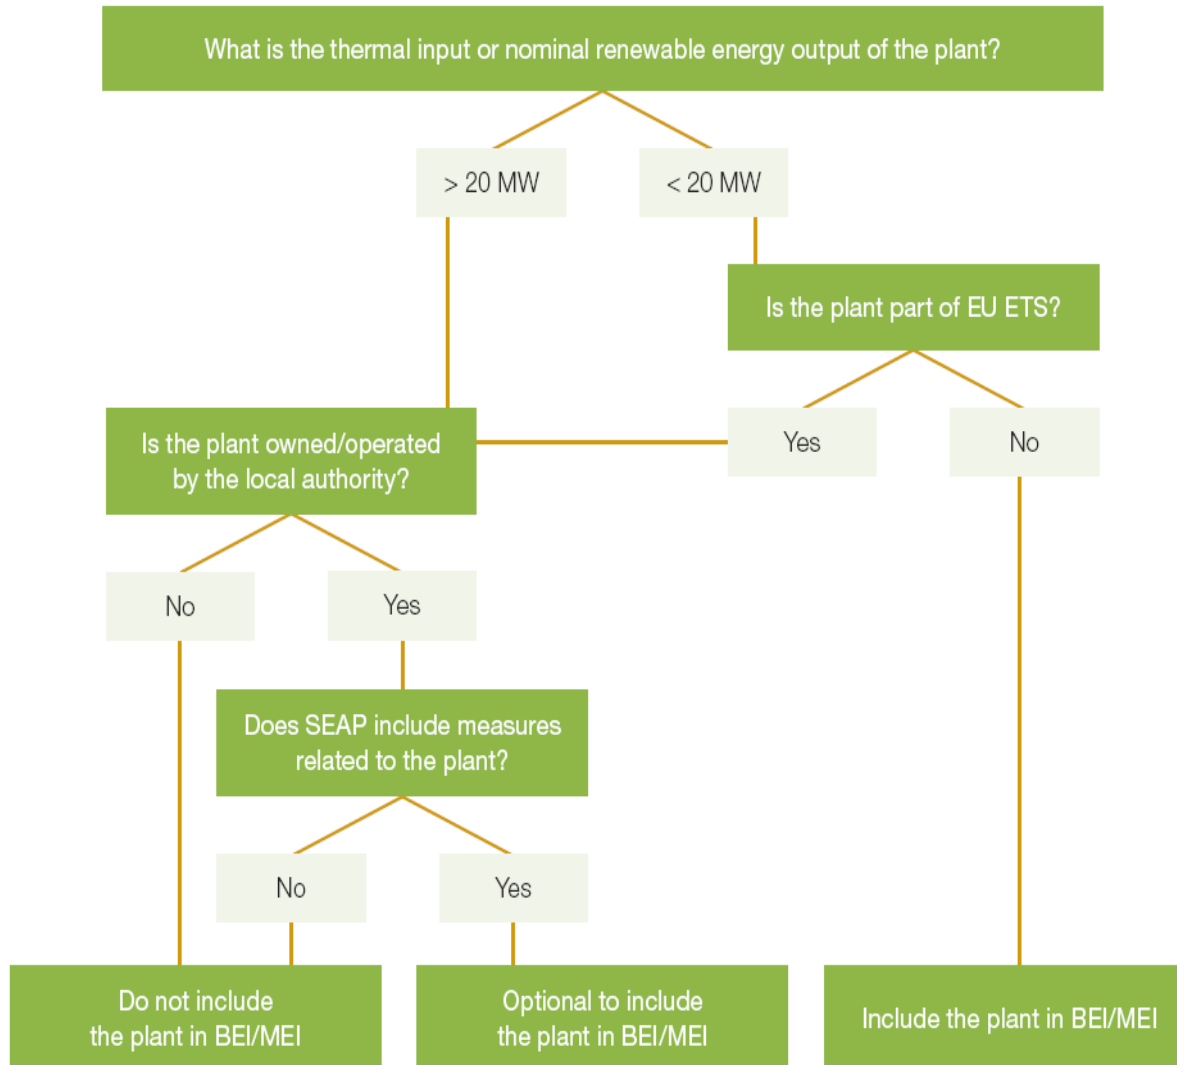 What is the thermal input or nominal renewable energy output of the plant?
> 20 MW
< 20 MW
Is the plant part of EU ETS?
Is the plant owned/operated
by the local authority?
Yes
No
No
Yes
Does SEAP include measures
related to the plant?
No
Yes
Do not include
the plant in BEI/MEI
Optional to include
the plant in BEI/MEI
Include the plant in BEI/MEI